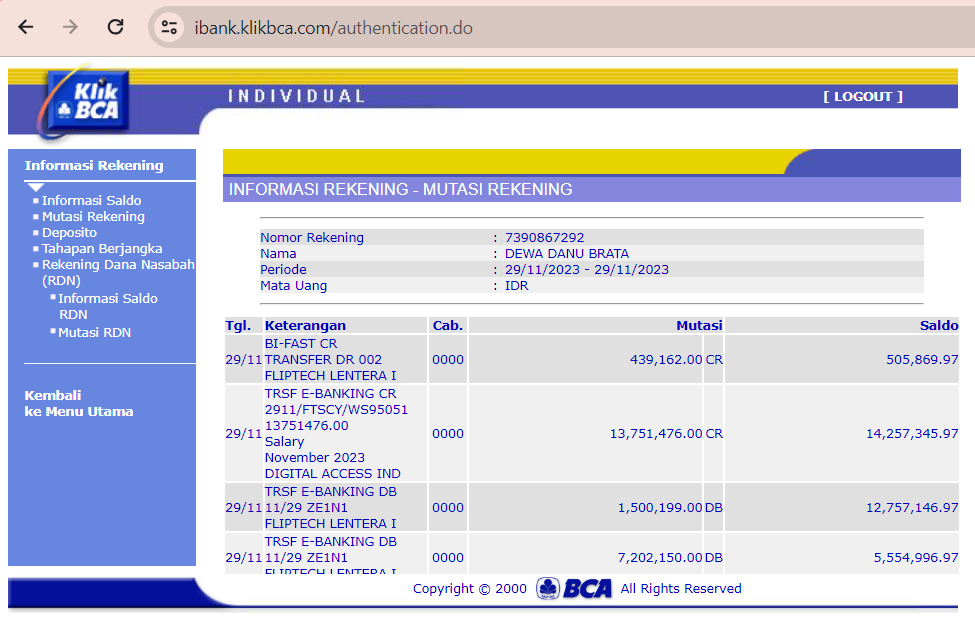 ibank.klikbca.com/authentication.do
Klik
BCA
INDIVIDUAL
[ LOGOUT ]
Informasi Rekening
Informasi Saldo
Mutasi Rekening
Deposito
Tahapan Berjangka
Rekening Dana Nasabah
(RDN)
Informasi Saldo
RDN
Mutasi RDN
Kembali
ke Menu Utama
INFORMASI REKENING - MUTASI REKENING
Nomor Rekening : 7390867292
Nama : DEWA DANU BRATA
Periode : 29/11/2023 - 29/11/2023
Mata Uang : IDR
Tgl. Keterangan Cab. Mutasi Saldo
BI-FAST CR
29/11 TRANSFER DR 002 0000 439,162.00 CR 505,869.97
FLIPTECH LENTERA I
TRSF E-BANKING CR
2911/FTSCY/WS95051
13751476.00
29/11 0000 13,751,476.00 CR 14,257,345.97
Salary
November 2023
DIGITAL ACCESS IND
TRSF E-BANKING DB
29/11 11/29 ZE1N1 0000 1,500,199.00 DB 12,757,146.97
FLIPTECH LENTERA I
TRSF E-BANKING DB
29/11 11/29 ZE1N1 0000 7,202,150.00 DB 5,554,996.97
FLIPTECH LENTERA I
Copyright © 2000 BCA All Rights Reserved